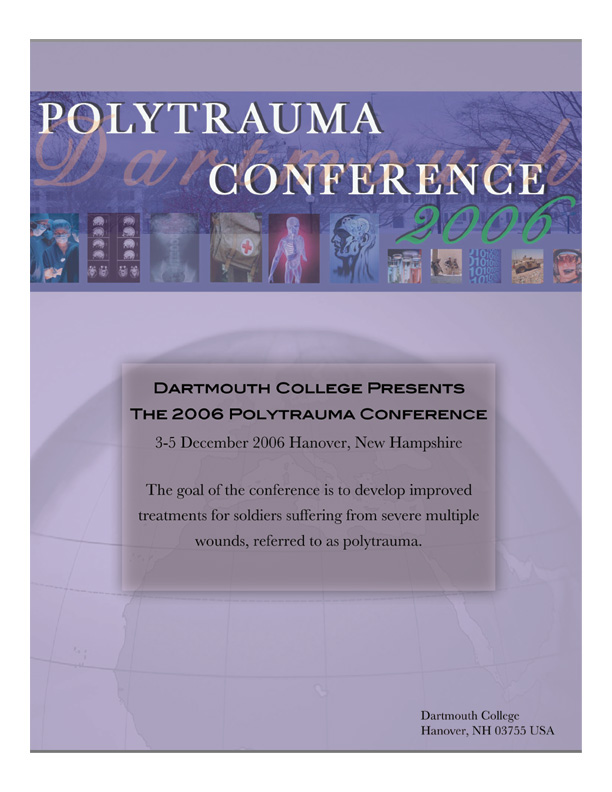 POLYTRAUMA
Dartmouth
CONFERENCE
2006
DARTMOUTH COLLEGE PRESENTS
THE 2006 POLYTRAUMA CONFERENCE
3-5 December 2006 Hanover, New Hampshire
The goal of the conference is to develop improved
treatments for soldiers suffering from severe multiple
wounds, referred to as polytrauma.
Dartmouth College
Hanover, NH 03755 USA